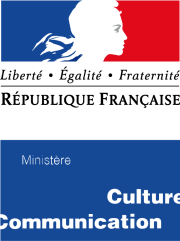 Liberté • Égalité • Fraternité
RÉPUBLIQUE FRANÇAISE
Ministère
Culture
Communication